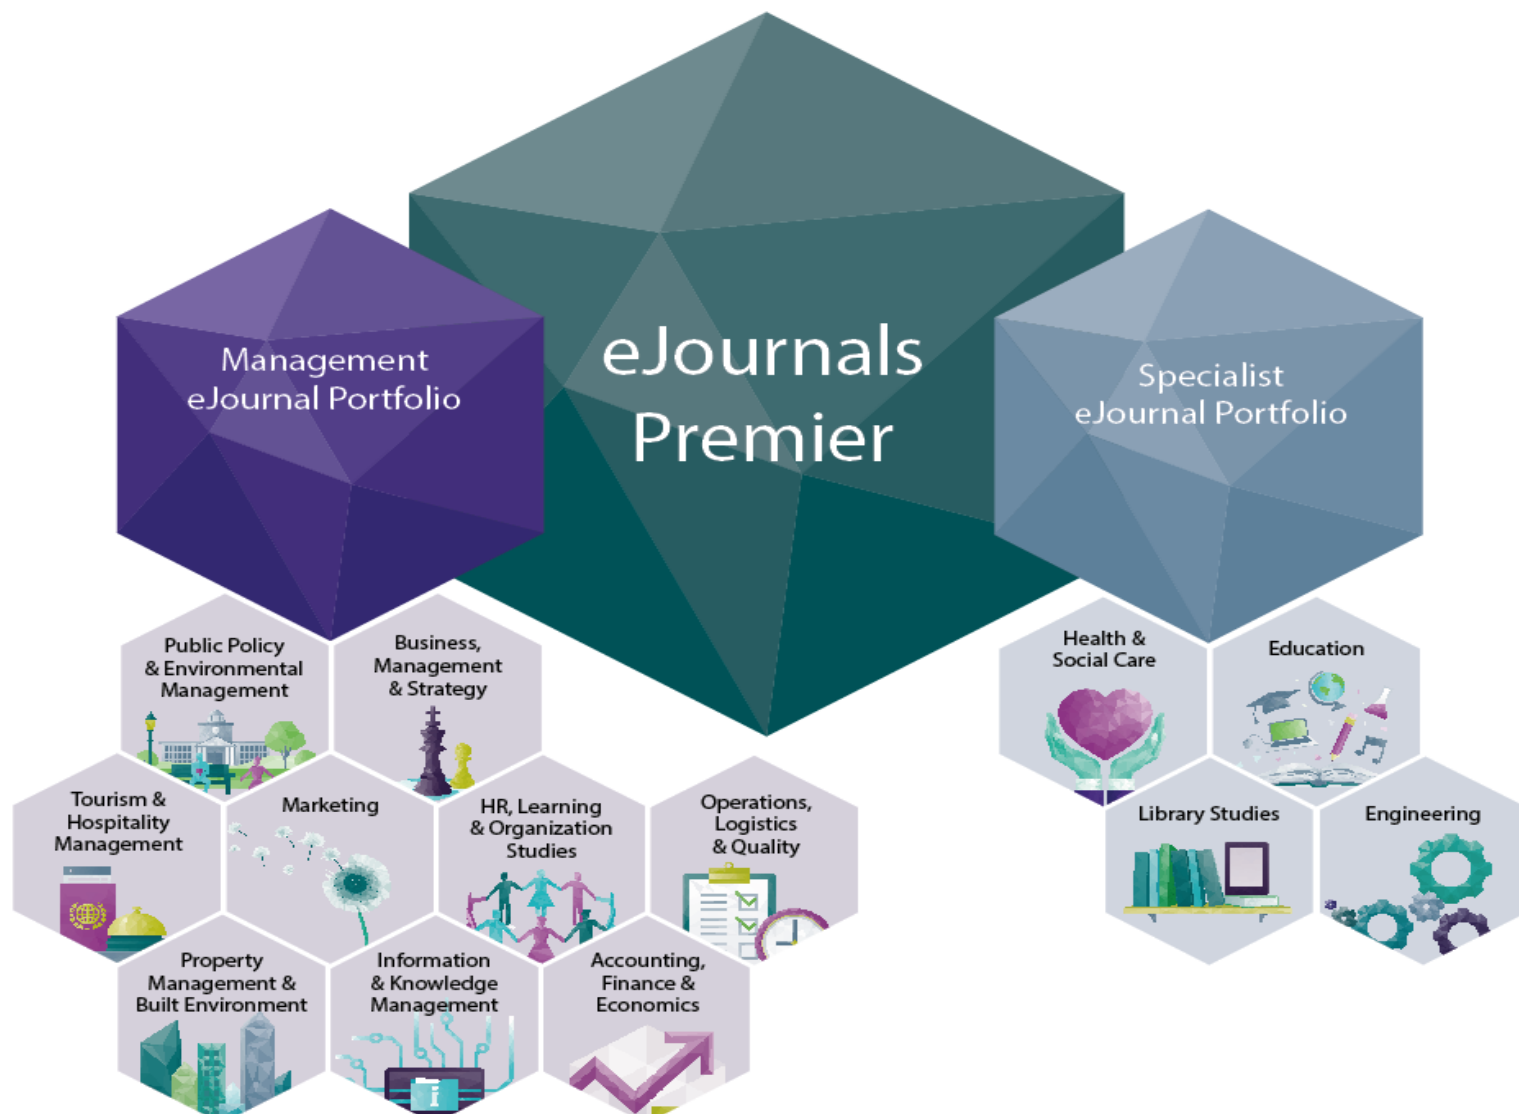 eJournals
Premier
Management
eJournal Portfolio
Specialist
eJournal Portfolio
Public Policy
& Environmental
Management
Business,
Management
& Strategy
Tourism &
Hospitality
Management
Marketing
HR, Learning
& Organization
Studies
Operations,
Logistics
& Quality
Property
Management &
Built Environment
Information
& Knowledge
Management
i
Accounting,
Finance &
Economics
Health &
Social Care
Education
Library Studies
Engineering